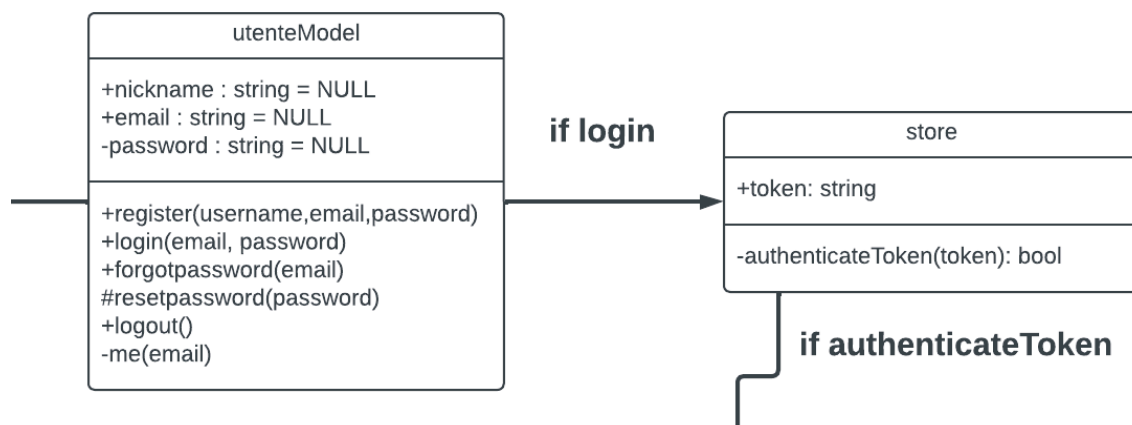 utenteModel
+nickname : string = NULL
+email : string = NULL
-password : string = NULL
+register(username,email,password)
+login(email, password)
+forgotpassword(email)
#resetpassword(password)
+logout()
-me(email)
if login
store
+token: string
-authenticateToken(token): bool
if authenticateToken